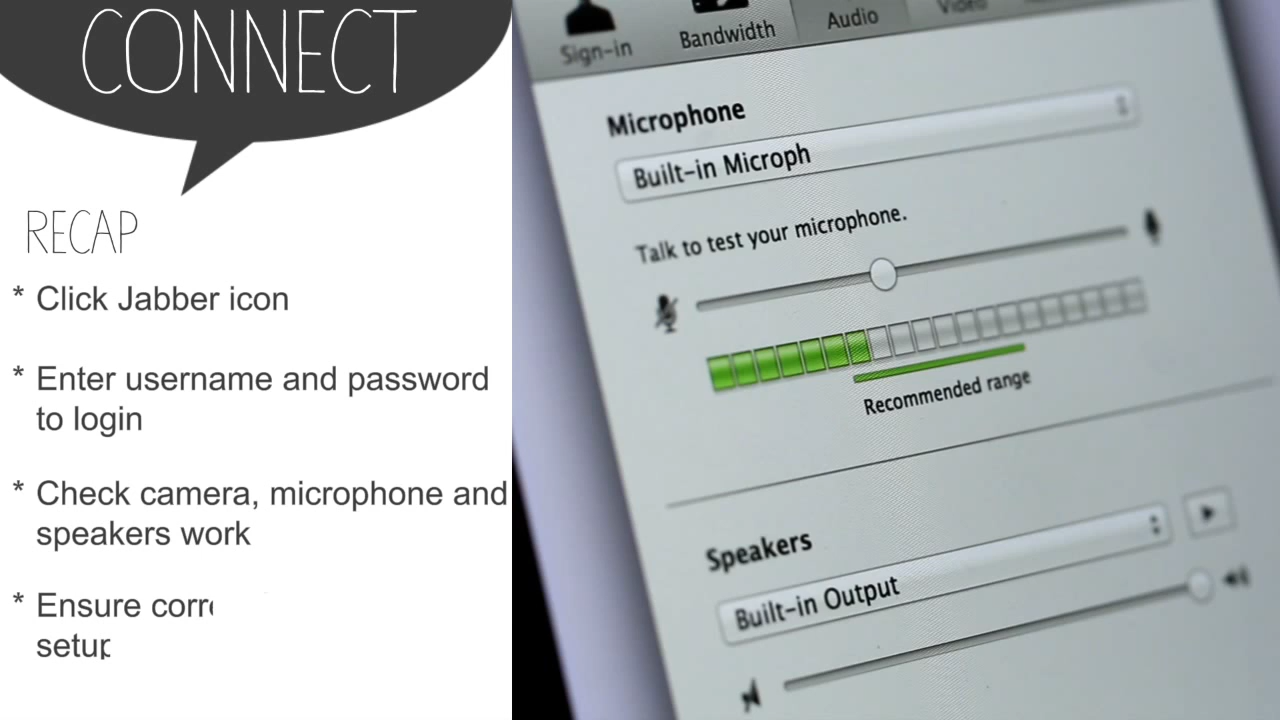 CONNECT
RECAP
* Click Jabber icon
* Enter username and password
to login
* Check camera, microphone and
speakers work
* Ensure
setup
Sign-in
Bandwidth
Audio
Video
Microphone
Built-in Microph
Talk to test your microphone.
Recommended range
Speakers
Built-in Output